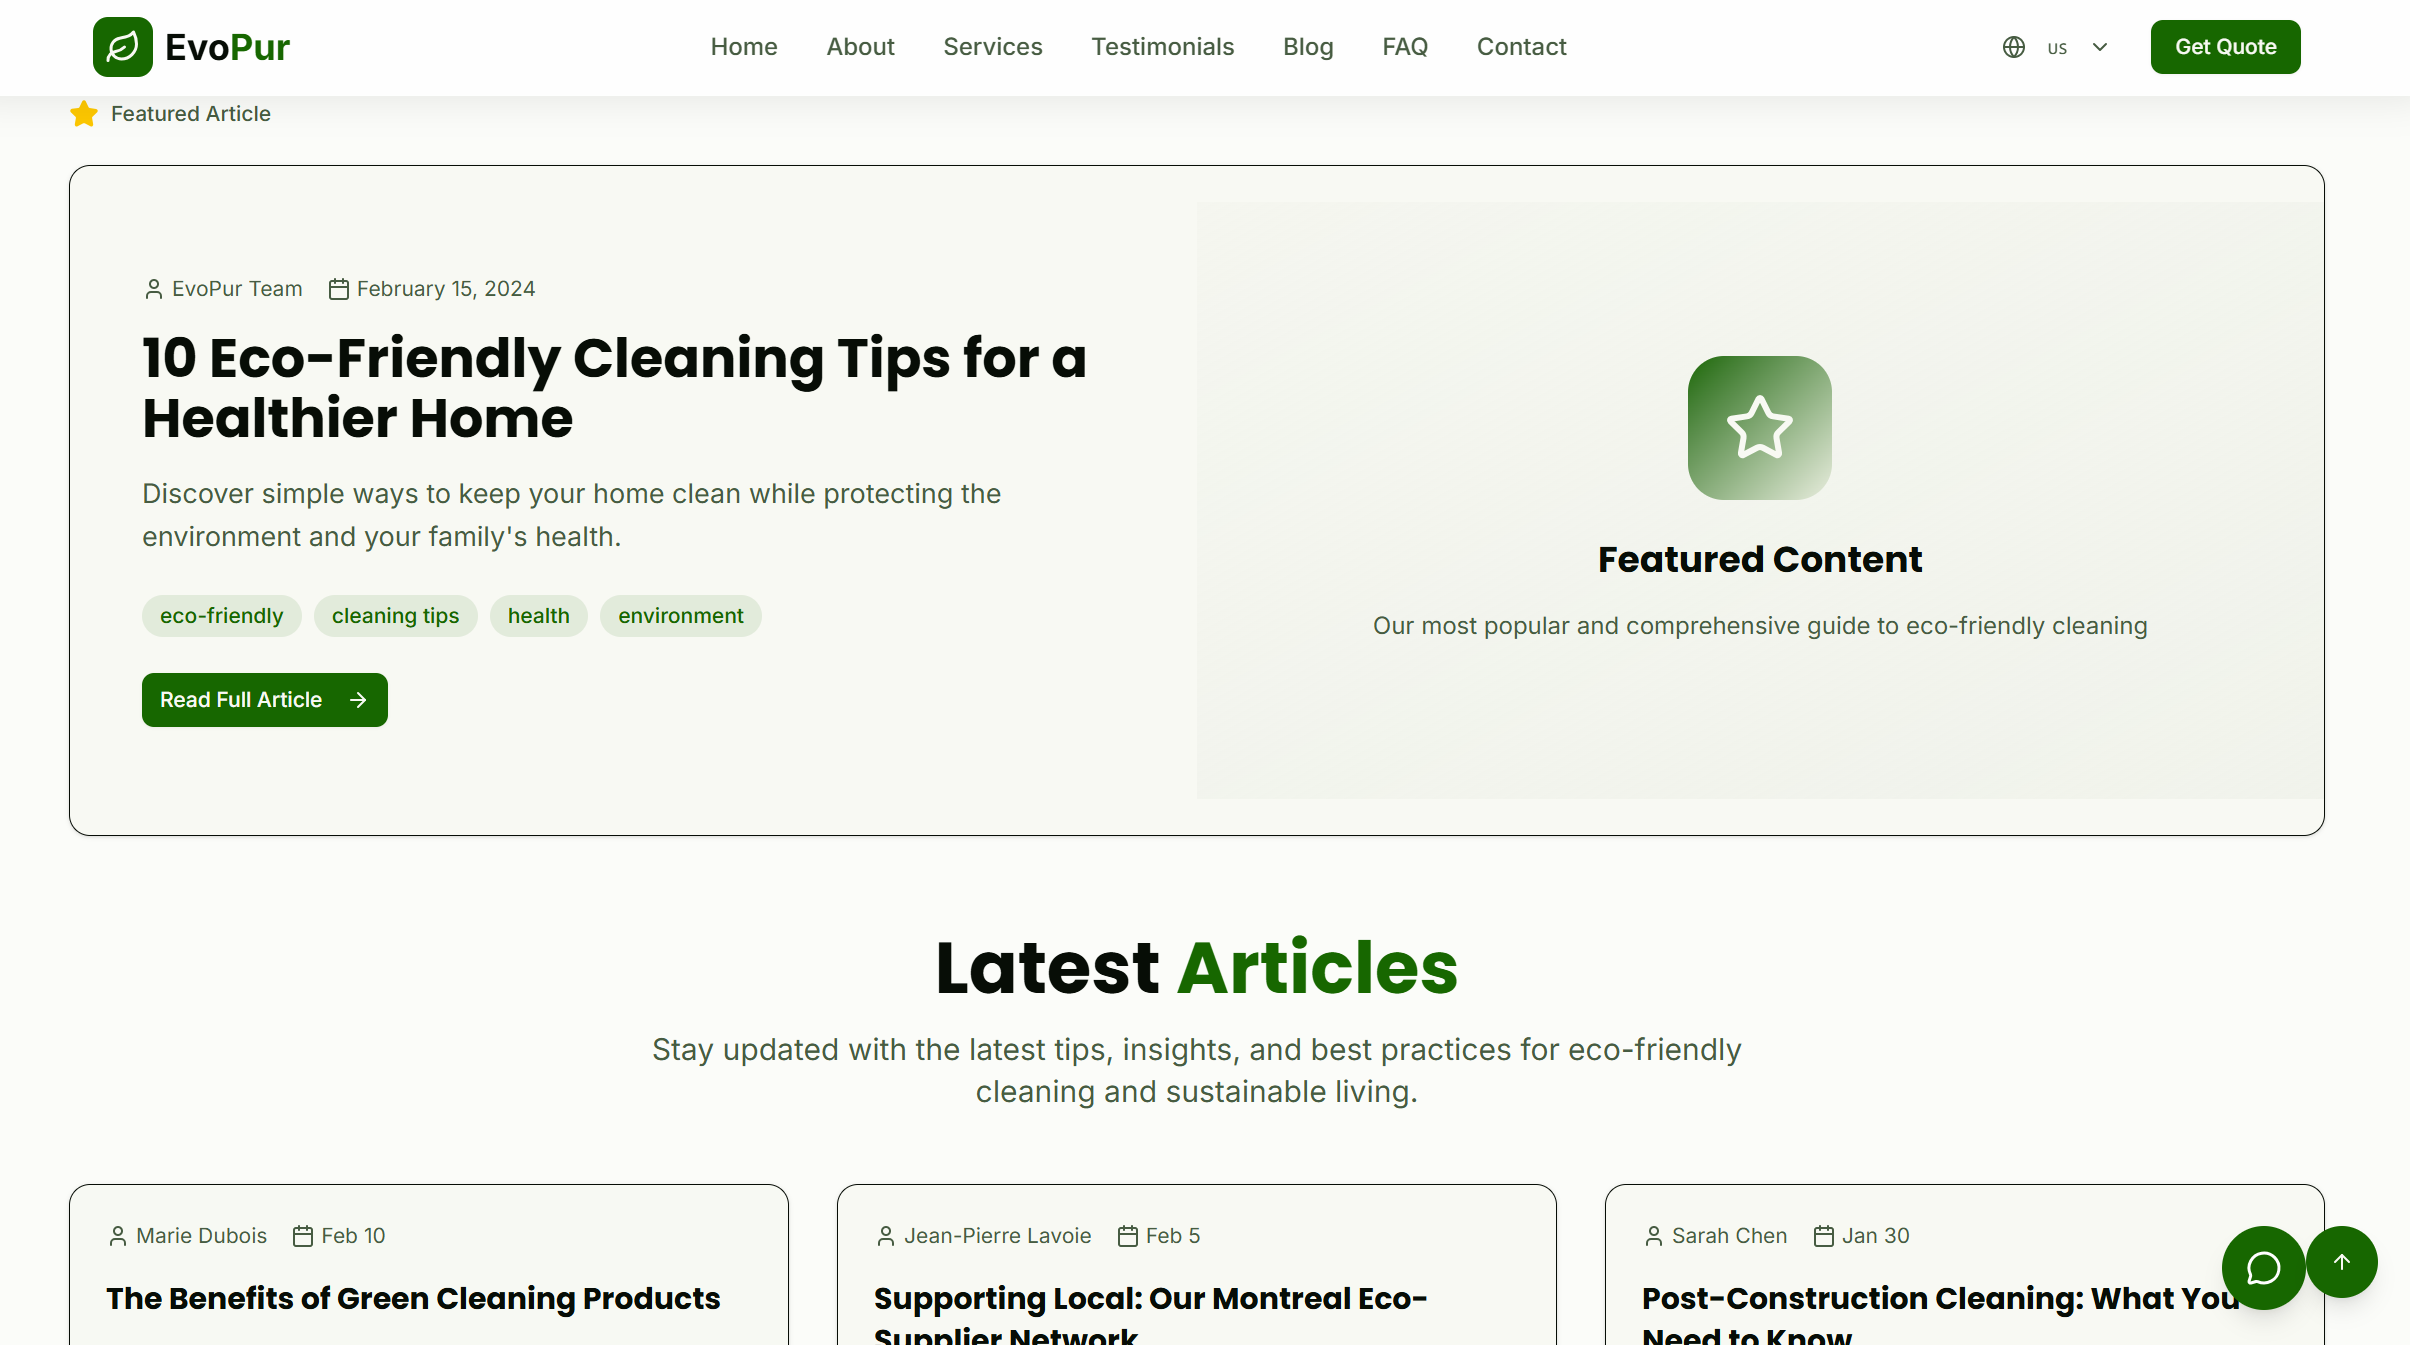 EvoPur
Home
About
Services
Testimonials
Blog
FAQ
Contact
US
Get Quote
Featured Article
EvoPur Team
February 15, 2024
10 Eco-Friendly Cleaning Tips for a
Healthier Home
Discover simple ways to keep your home clean while protecting the
environment and your family's health.
eco-friendly
cleaning tips
health
environment
Read Full Article
Featured Content
Our most popular and comprehensive guide to eco-friendly cleaning
Latest Articles
Stay updated with the latest tips, insights, and best practices for eco-friendly
cleaning and sustainable living.
Marie Dubois
Feb 10
The Benefits of Green Cleaning Products
Jean-Pierre Lavoie
Feb 5
Supporting Local: Our Montreal Eco-
Supplier Network
Sarah Chen
Jan 30
Post-Construction Cleaning: What You
Need to Know